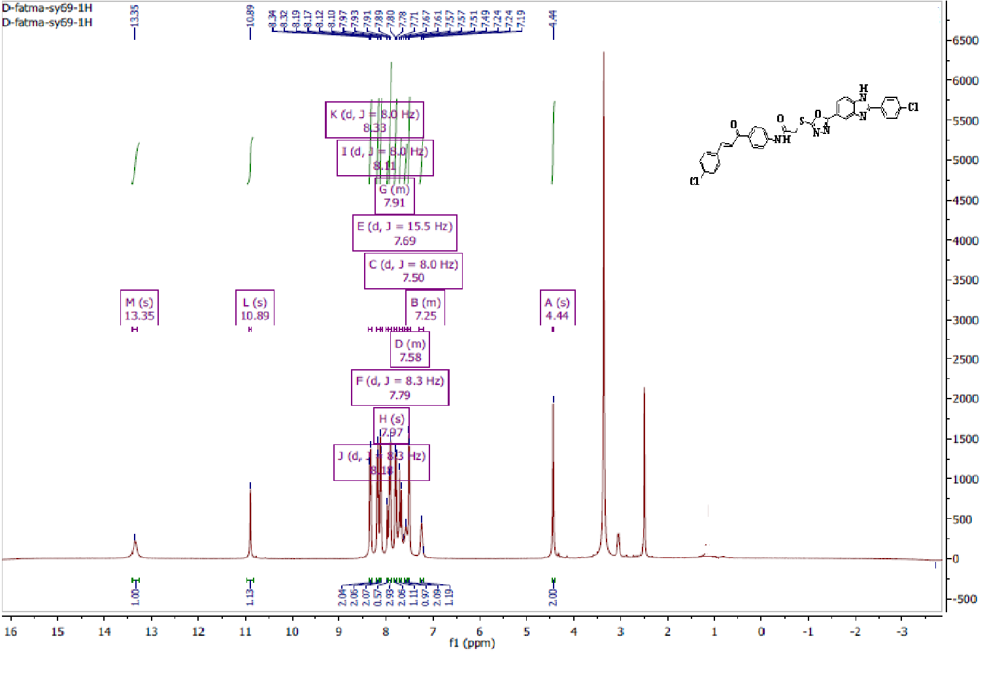 D-fatma-sy69-1H
D-fatma-sy69-1H
13.35
10.89
8.34
8.32
8.19
8.17
8.12
8.10
7.97
7.93
7.91
7.89
7.80
7.78
7.71
7.67
7.61
7.57
7.57
7.51
7.49
7.24
7.24
7.19
4.44
K (d, J = 8.0 Hz)
8.33
I (d, J = 8.0 Hz)
8.11
G (m)
7.91
E (d, J = 15.5 Hz)
7.69
C (d, J = 8.0 Hz)
7.50
M (s)
13.35
L (s)
10.89
B (m)
7.25
A (s)
4.44
D (m)
7.58
F (d, J = 8.3 Hz)
7.79
H (s)
7.97
J (d, J = 8.3 Hz)
8.18
H
N
N
Cl
O
N
N
S
O
NH
O
Cl
6500
6000
5500
5000
4500
4000
3500
3000
2500
2000
1500
1000
500
0
-500
1.00
1.13
2.04
2.06
2.07
0.57
2.93
2.06
1.11
0.97
2.09
1.19
2.00
16 15 14 13 12 11 10 9 8 7 6 5 4 3 2 1 0 -1 -2 -3
f1 (ppm)